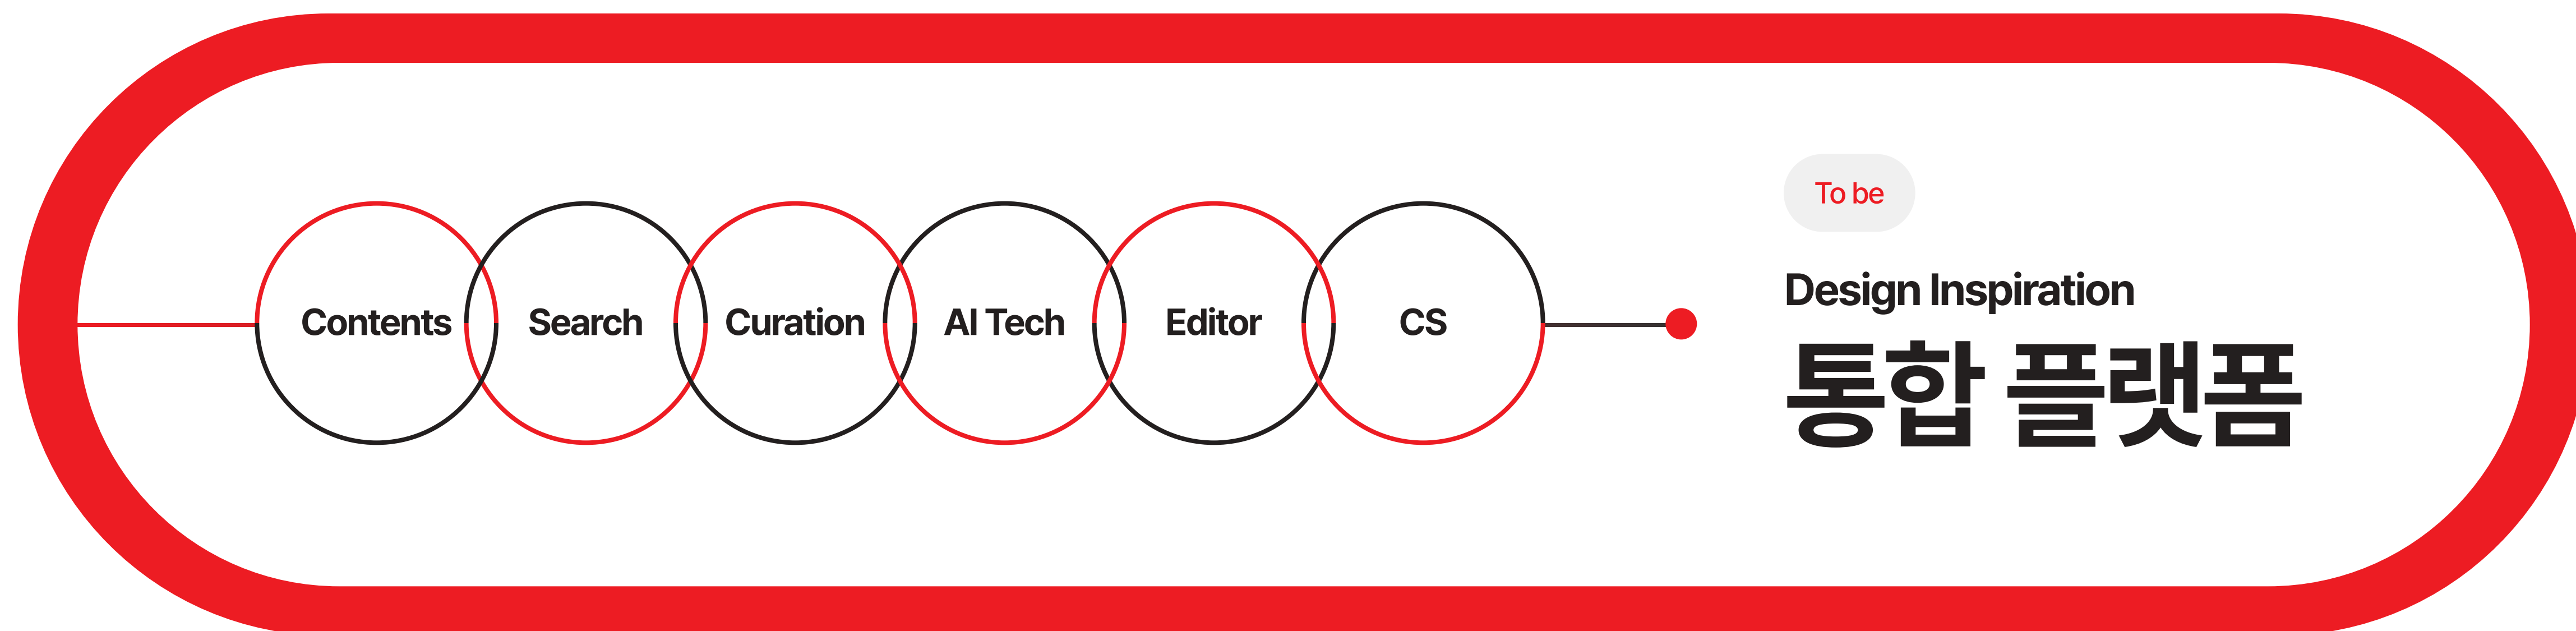 Contents
Search
Curation
AI Tech
Editor
CS
To be
Design Inspiration
통합 플랫폼